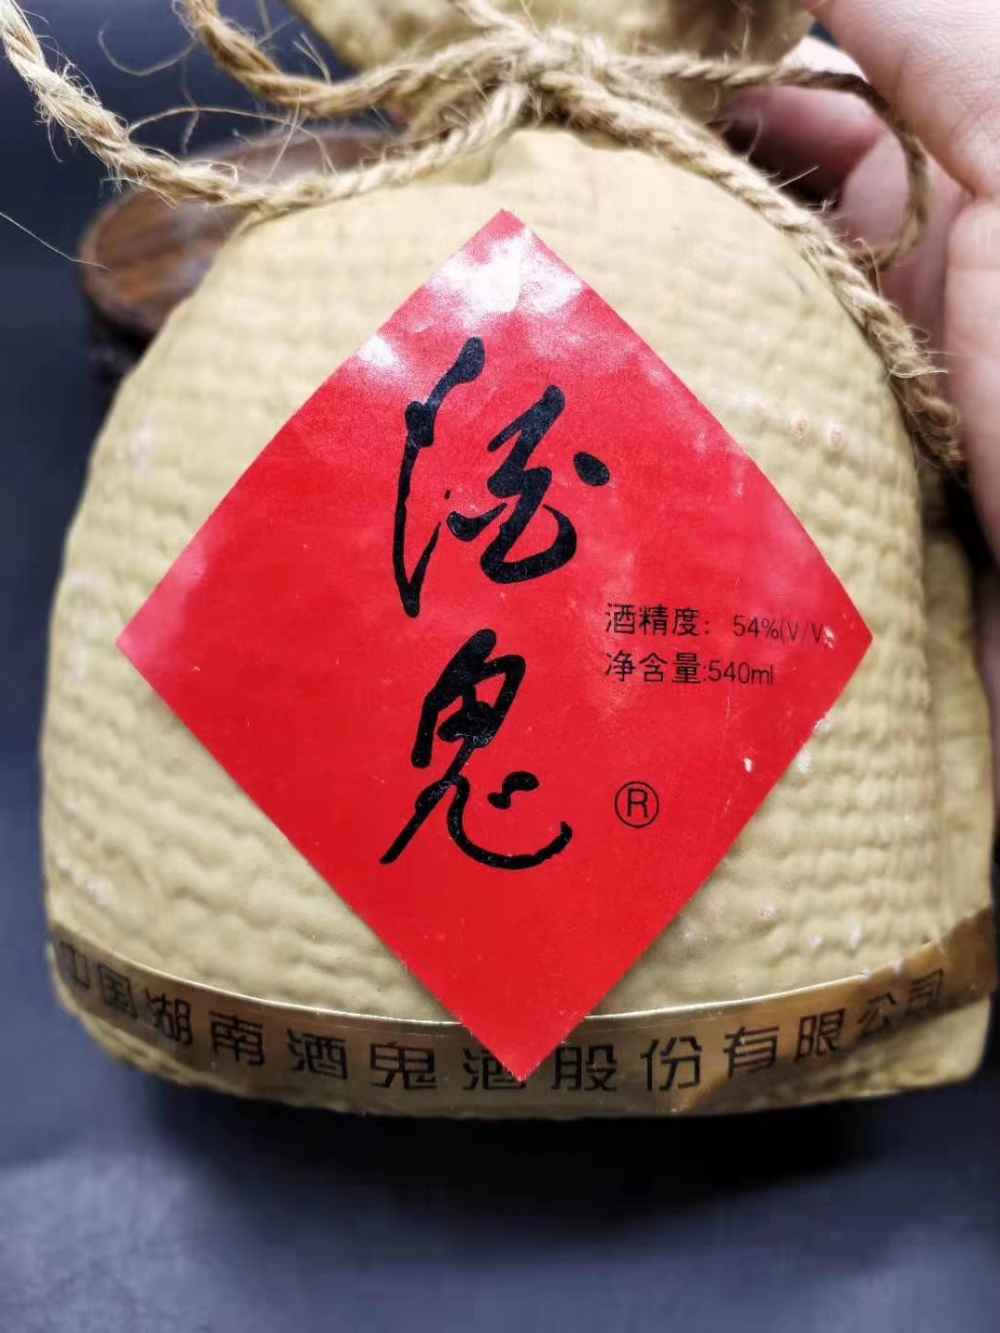 酒鬼
酒精度：54%(V/V)
净含量:540ml
®
中国湖南酒鬼酒股份有限公司